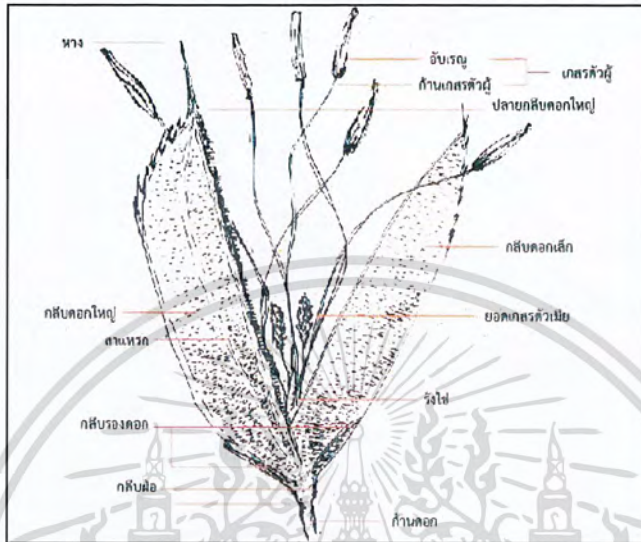 หาง
อับเรณู
เกสรตัวผู้
ก้านเกสรตัวผู้
ปลายกลีบดอกใหญ่
กลีบดอกเล็ก
กลีบดอกใหญ่
ยอดเกสรตัวเมีย
สาแหรก
รังไข่
กลีบรองดอก
กลีบฝ่อ
ก้านดอก